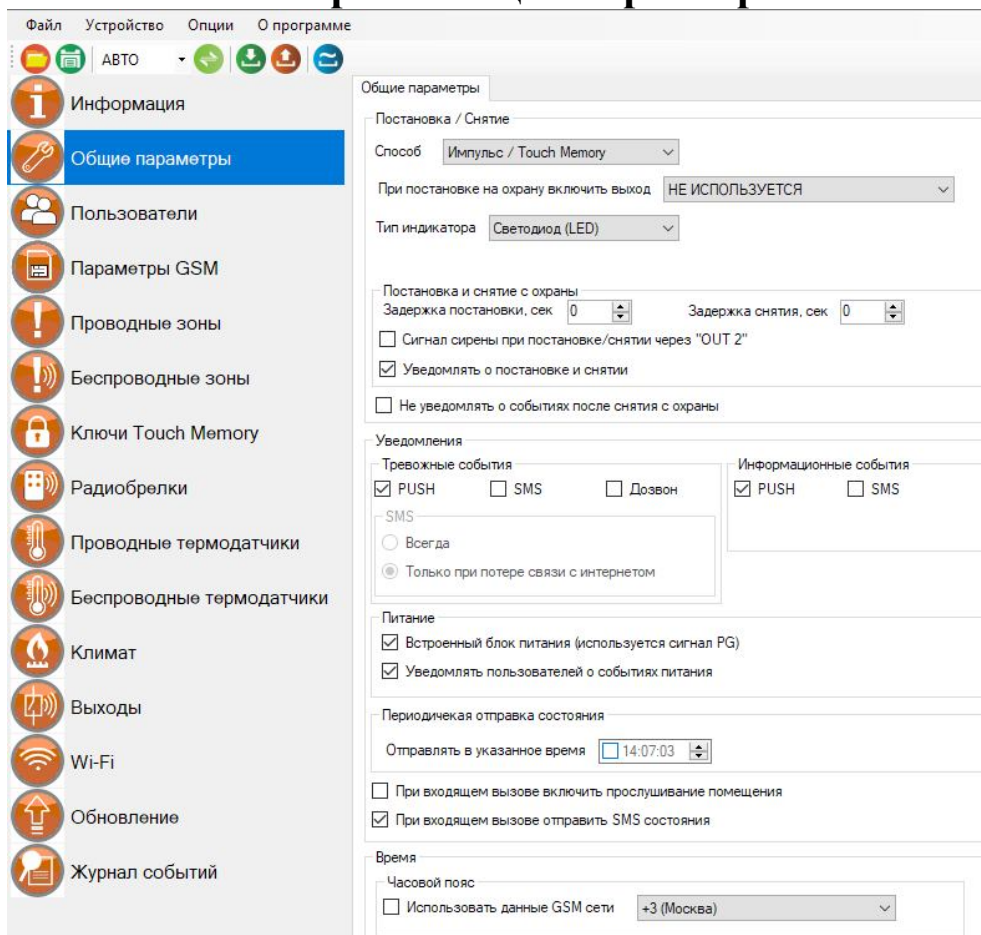 Файл Устройство Опции О программе
АВТО
Информация
Общие параметры
Пользователи
Параметры GSM
Проводные зоны
Беспроводные зоны
Ключи Touch Memory
Радиобрелки
Проводные термодатчики
Беспроводные термодатчики
Климат
Выходы
Wi-Fi
Обновление
Журнал событий
Общие параметры
Постановка / Снятие
Способ Импульс / Touch Memory
При постановке на охрану включить выход НЕ ИСПОЛЬЗУЕТСЯ
Тип индикатора Светодиод (LED)
Постановка и снятие с охраны
Задержка постановки, сек 0 Задержка снятия, сек 0
Сигнал сирены при постановке/снятии через "OUT 2"
Уведомлять о постановке и снятии
Не уведомлять о событиях после снятия с охраны
Уведомления
Тревожные события
PUSH SMS Дозвон
SMS
Всегда
Только при потере связи с интернетом
Информационные события
PUSH SMS
Питание
Встроенный блок питания (используется сигнал PG)
Уведомлять пользователей о событиях питания
Периодичекая отправка состояния
Отправлять в указанное время 14:07:03
При входящем вызове включить прослушивание помещения
При входящем вызове отправить SMS состояния
Время
Часовой пояс
Использовать данные GSM сети +3 (Москва)